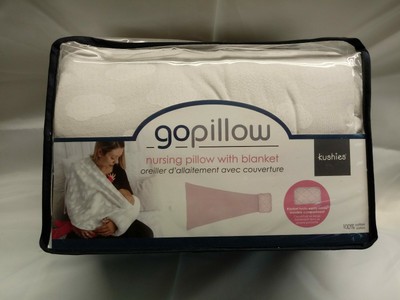 gopillow
nursing pillow with blanket
oreiller d'allaitement avec couverture
kushies
100%